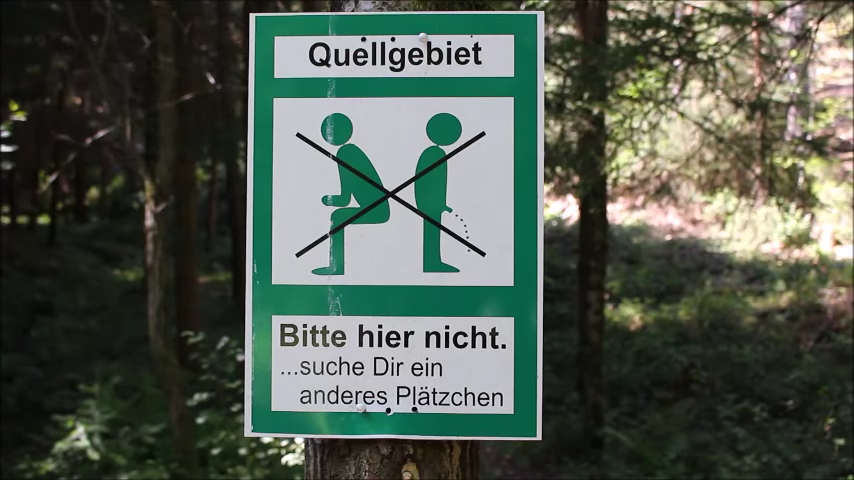 Quellgebiet
Bitte hier nicht.
...suche Dir ein
anderes Plätzchen